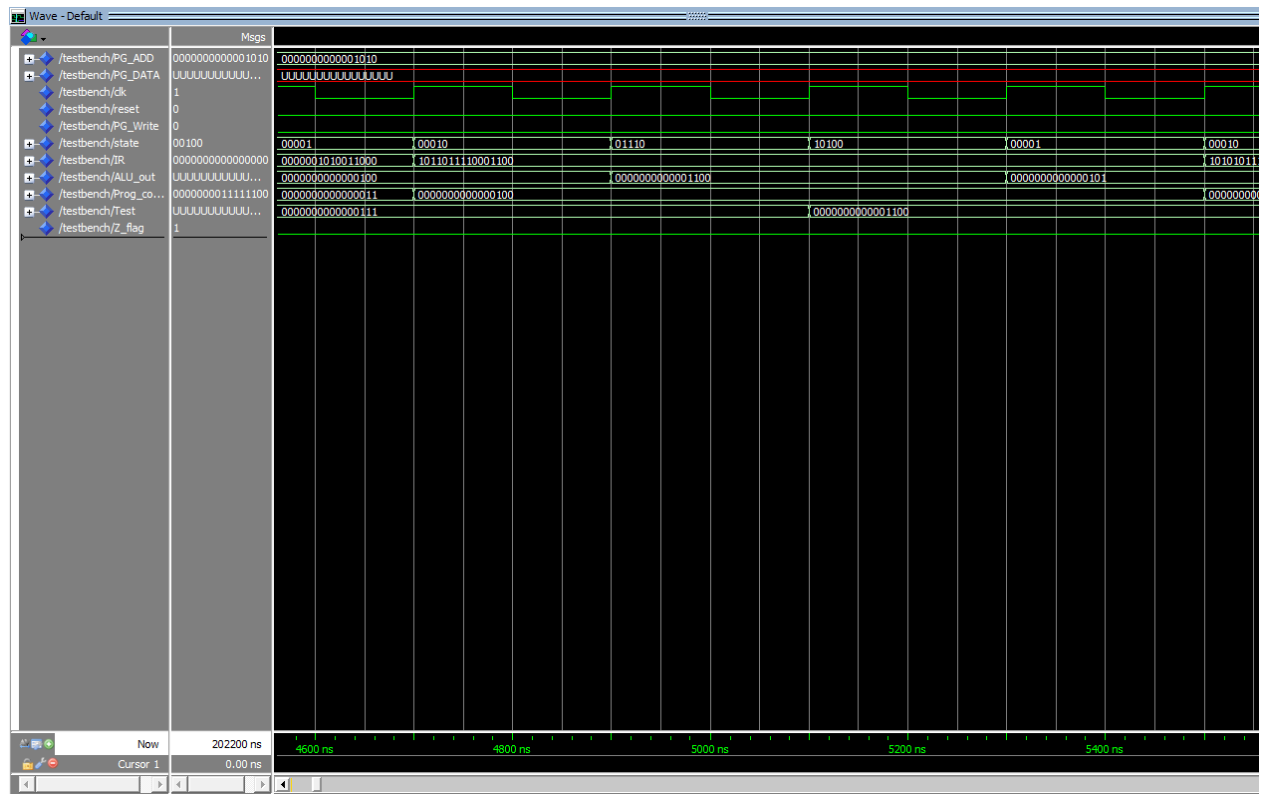 Wave - Default
Msgs
/testbench/PG_ADD 0000000000001010 0000000000001010
/testbench/PG_DATA UUUUUUUUUUU... UUUUUUUUUUUUUUUU
/testbench/clk 1
/testbench/reset 0
/testbench/PG_Write 0
/testbench/state 00100 00001 00010 01110 10100 00001 00010
/testbench/IR 0000000000000000 0000001010011000 1011011110001100 101010111
/testbench/ALU_out UUUUUUUUUUU... 0000000000000100 0000000000001100 0000000000000101
/testbench/Prog_co... 0000000011111100 0000000000000011 0000000000000100 000000000
/testbench/Test UUUUUUUUUUU... 0000000000000111 0000000000001100
/testbench/Z_flag 1
Now 202200 ns 4600 ns 4800 ns 5000 ns 5200 ns 5400 ns
Cursor 1 0.00 ns